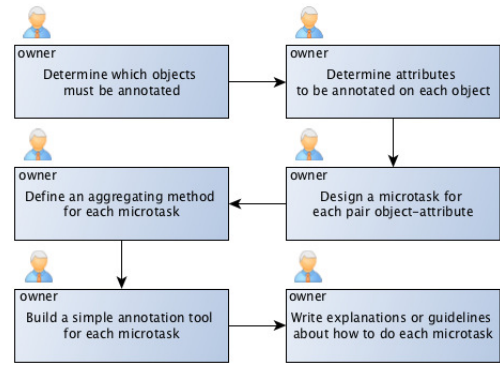 owner
Determine which objects
must be annotated
owner
Determine attributes
to be annotated on each object
owner
Design a microtask for
each pair object-attribute
owner
Define an aggregating method
for each microtask
owner
Build a simple annotation tool
for each microtask
owner
Write explanations or guidelines
about how to do each microtask